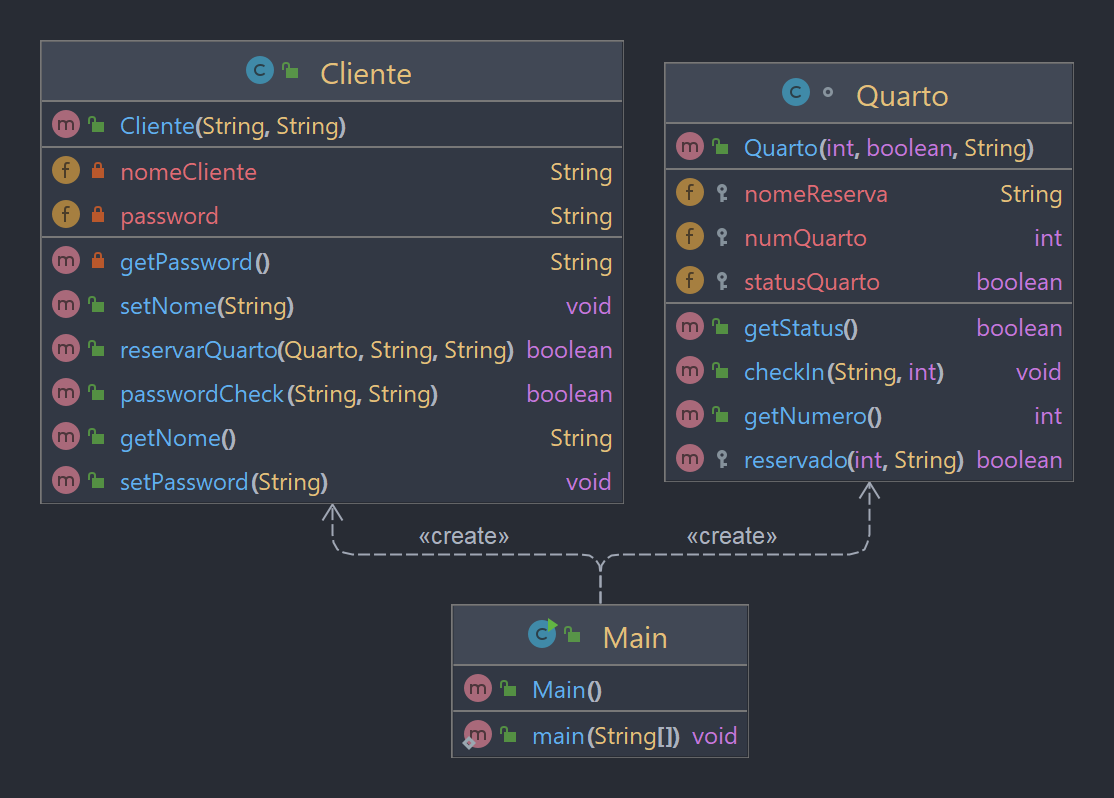 Cliente
Cliente(String, String)
nomeCliente String
password String
getPassword() String
setNome(String) void
reservarQuarto(Quarto, String, String) boolean
passwordCheck(String, String) boolean
getNome() String
setPassword(String) void
Quarto
Quarto(int, boolean, String)
nomeReserva String
numQuarto int
statusQuarto boolean
getStatus() boolean
checkIn(String, int) void
getNumero() int
reservado(int, String) boolean
«create» «create»
Main
Main()
main(String[]) void